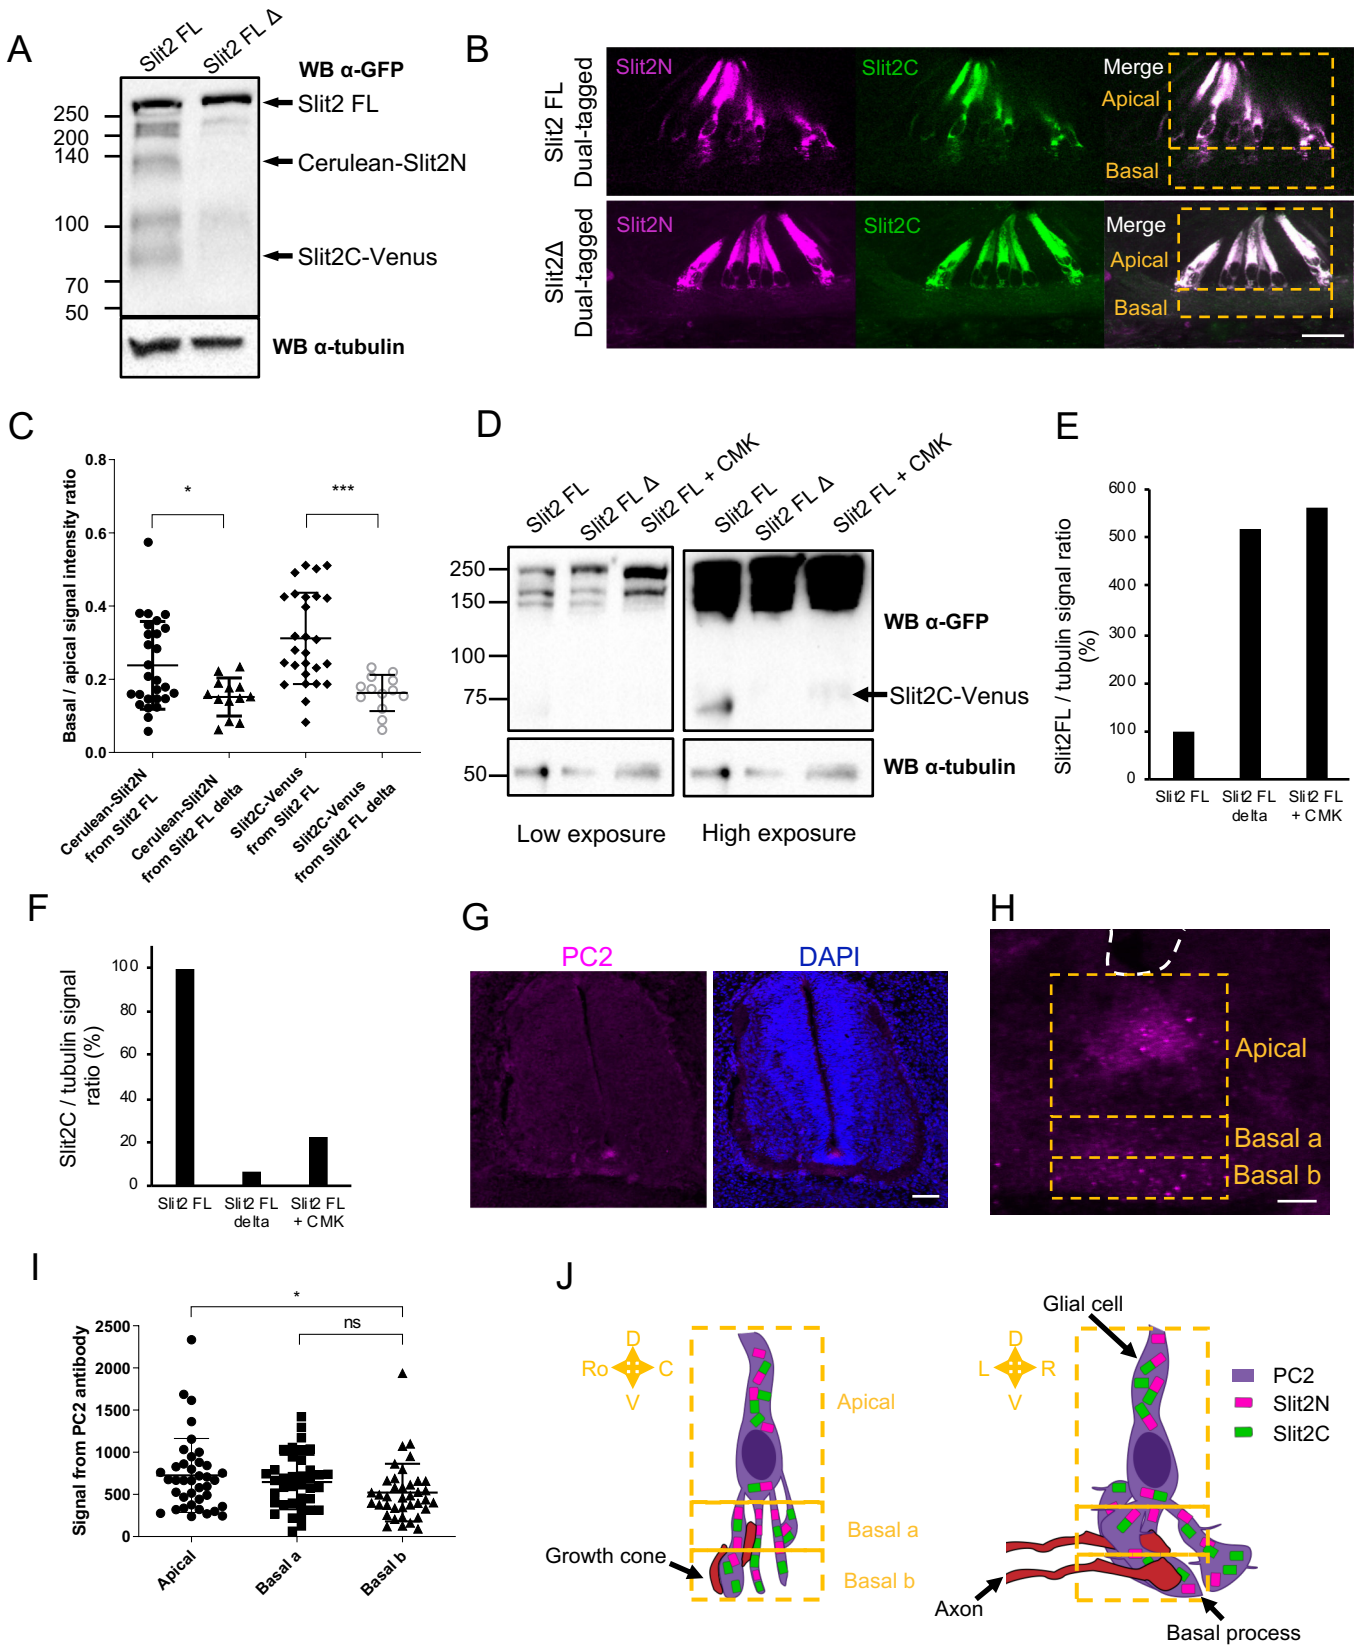 A
Slit2 FL
Slit2 FL Δ
WB α-GFP
250
200
140
100
70
50
Slit2 FL
Cerulean-Slit2N
Slit2C-Venus
WB α-tubulin
B
Slit2 FL
Dual-tagged
Slit2N
Slit2C
Merge
Apical
Basal
Slit2Δ
Dual-tagged
Slit2N
Slit2C
Merge
Apical
Basal
C
Basal / apical signal intensity ratio
0.8
0.6
0.4
0.2
0.0
*
***
Cerulean-Slit2N
from Slit2 FL
Cerulean-Slit2N
from Slit2 FL delta
Slit2C-Venus
from Slit2 FL
Slit2C-Venus
from Slit2 FL delta
D
Slit2 FL
Slit2 FL Δ
Slit2 FL + CMK
Slit2 FL
Slit2 FL Δ
Slit2 FL + CMK
250
150
100
75
50
WB α-GFP
Slit2C-Venus
WB α-tubulin
Low exposure
High exposure
E
Slit2FL / tubulin signal ratio
(%)
600
500
400
300
200
100
0
Slit2 FL
Slit2 FL
delta
Slit2 FL
+ CMK
F
Slit2C / tubulin signal
ratio (%)
100
80
60
40
20
0
Slit2 FL
Slit2 FL
delta
Slit2 FL
+ CMK
G
PC2
DAPI
H
Apical
Basal a
Basal b
I
Signal from PC2 antibody
2500
2000
1500
1000
500
0
*
ns
Apical
Basal a
Basal b
J
D
Ro
C
V
Apical
Basal a
Basal b
Growth cone
Glial cell
D
L
R
V
PC2
Slit2N
Slit2C
Axon
Basal process